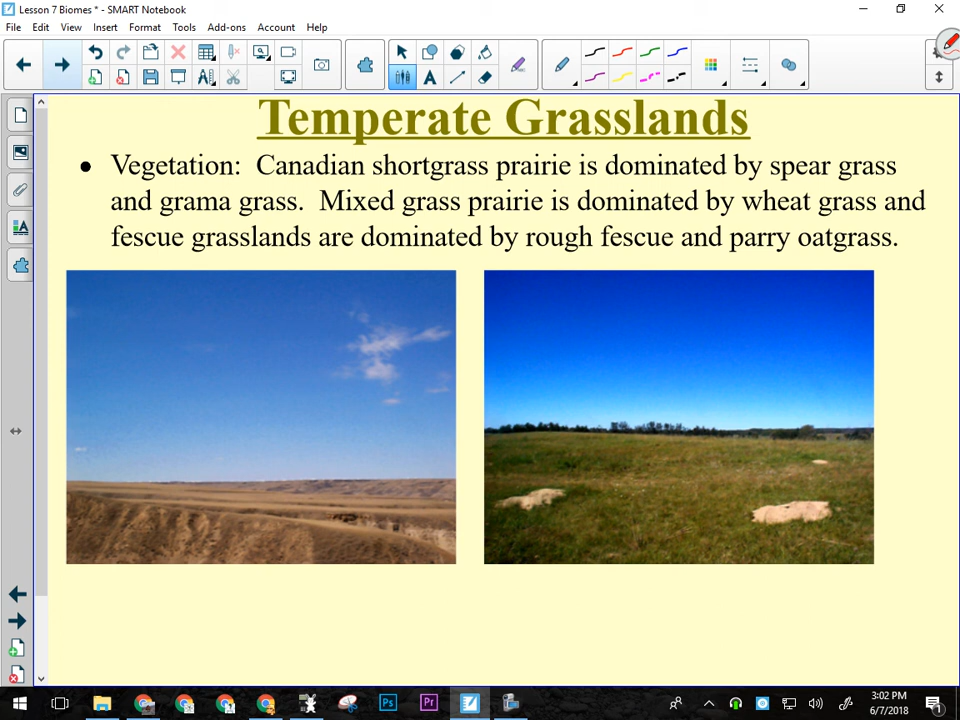 Lesson 7 Biomes * - SMART Notebook
File Edit View Insert Format Tools Add-ons Account Help
Temperate Grasslands
• Vegetation: Canadian shortgrass prairie is dominated by spear grass
and grama grass. Mixed grass prairie is dominated by wheat grass and
fescue grasslands are dominated by rough fescue and parry oatgrass.
Ps Pr
3:02 PM
6/7/2018